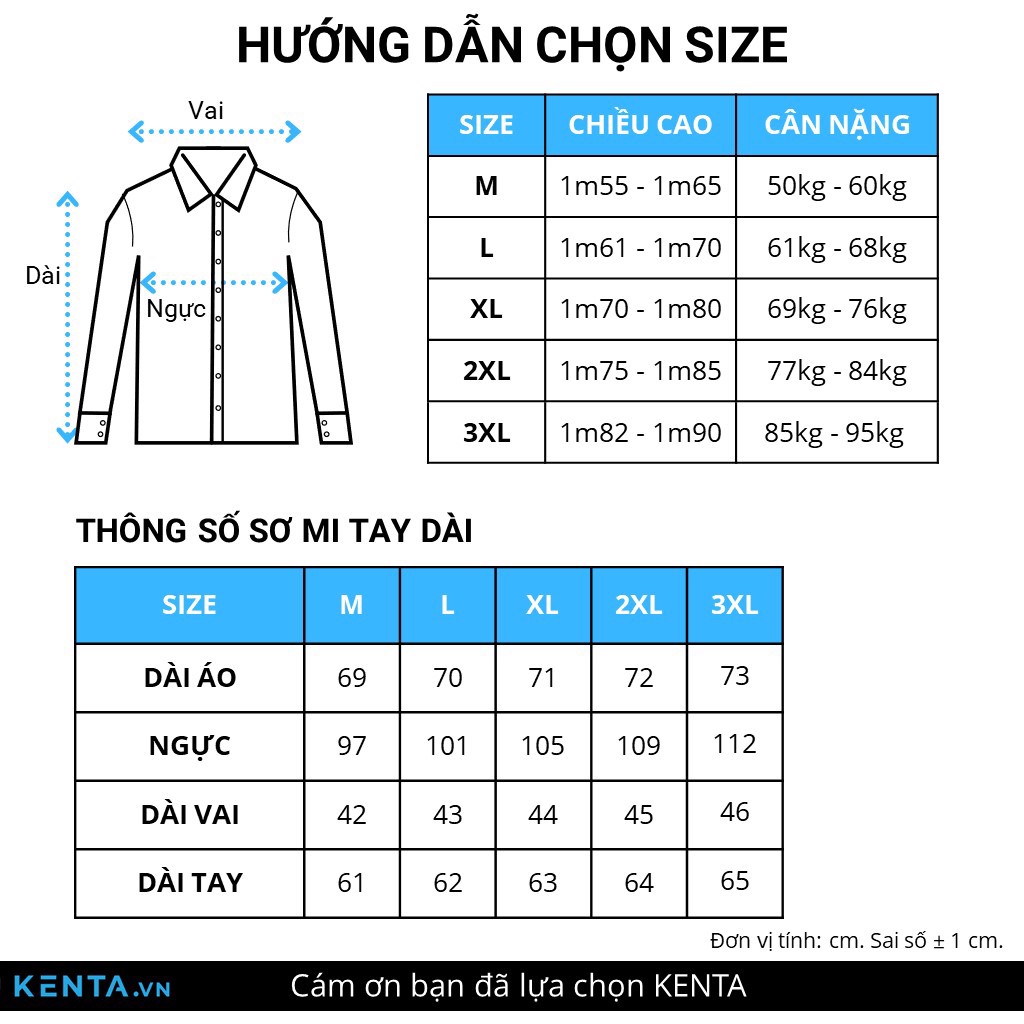 HƯỚNG DẪN CHỌN SIZE
Vai
Dài
Ngực
SIZE CHIỀU CAO CÂN NẶNG
M 1m55 - 1m65 50kg - 60kg
L 1m61 - 1m70 61kg - 68kg
XL 1m70 - 1m80 69kg - 76kg
2XL 1m75 - 1m85 77kg - 84kg
3XL 1m82 - 1m90 85kg - 95kg
THÔNG SỐ SƠ MI TAY DÀI
SIZE M L XL 2XL 3XL
DÀI ÁO 69 70 71 72 73
NGỰC 97 101 105 109 112
DÀI VAI 42 43 44 45 46
DÀI TAY 61 62 63 64 65
Đơn vị tính: cm. Sai số ± 1 cm.
KENTA.VN Cám ơn bạn đã lựa chọn KENTA